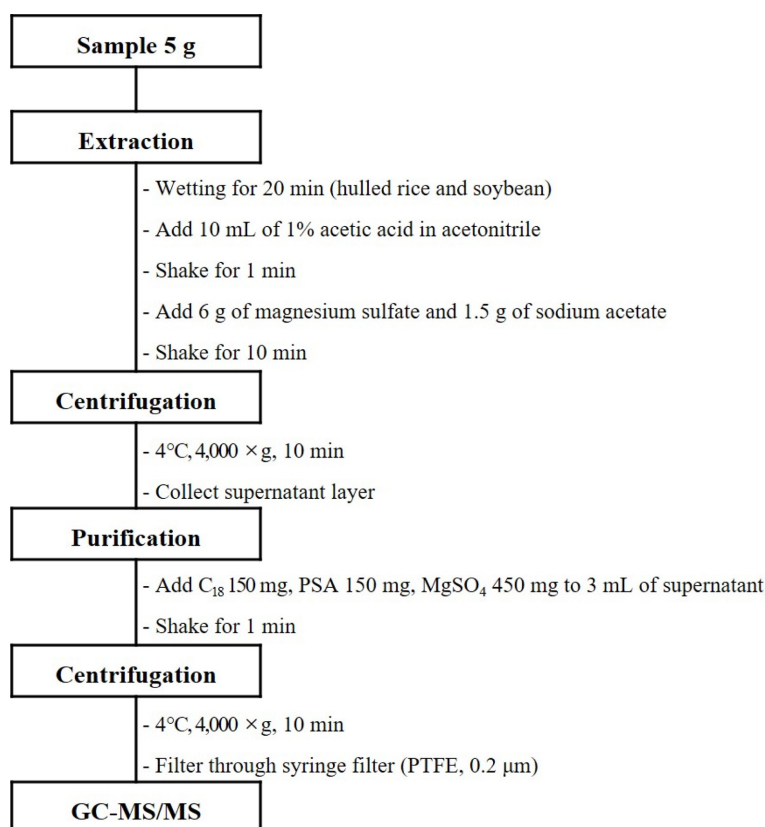 Sample 5 g
Extraction
- Wetting for 20 min (hulled rice and soybean)
- Add 10 mL of 1% acetic acid in acetonitrile
- Shake for 1 min
- Add 6 g of magnesium sulfate and 1.5 g of sodium acetate
- Shake for 10 min
Centrifugation
- 4°C, 4,000 × g, 10 min
- Collect supernatant layer
Purification
- Add C₁₈ 150 mg, PSA 150 mg, MgSO₄ 450 mg to 3 mL of supernatant
- Shake for 1 min
Centrifugation
- 4°C, 4,000 × g, 10 min
- Filter through syringe filter (PTFE, 0.2 μm)
GC-MS/MS